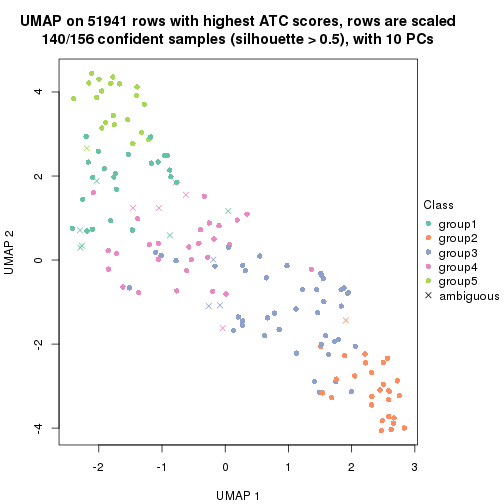 UMAP on 51941 rows with highest ATC scores, rows are scaled
140/156 confident samples (silhouette > 0.5), with 10 PCs
4
2
0
-2
-4
UMAP 2
-2
-1
0
1
2
3
UMAP 1
Class
group1
group2
group3
group4
group5
ambiguous